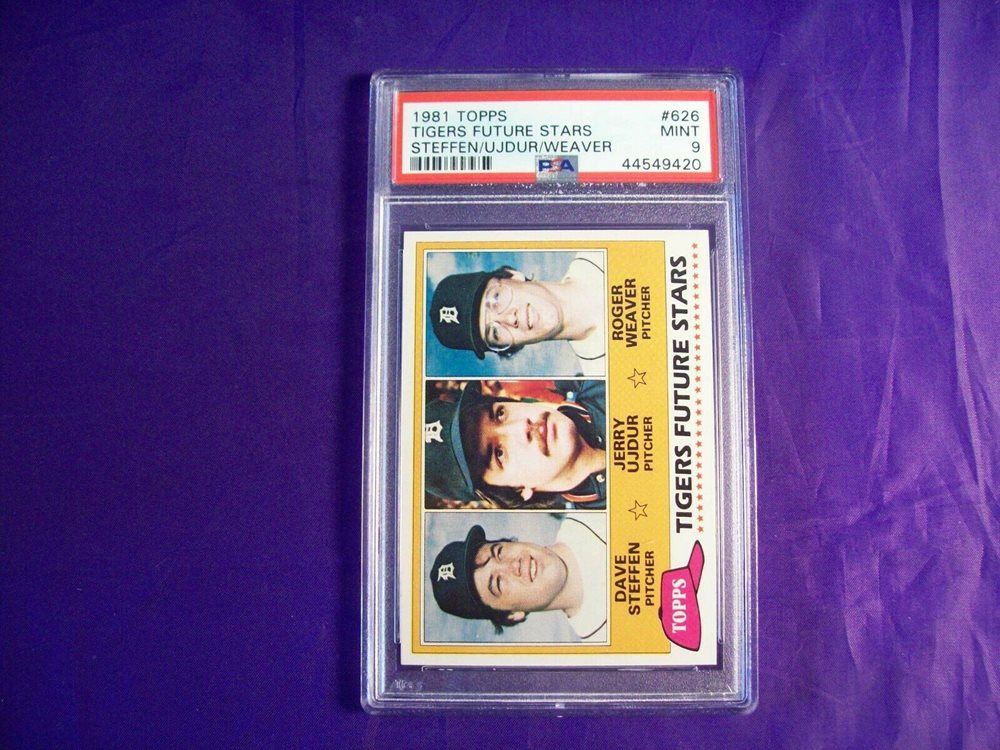 1981 TOPPS #626
TIGERS FUTURE STARS MINT
STEFFEN/UJDUR/WEAVER 9
PSA 44549420
D
D
D
DAVE
STEFFEN
PITCHER
JERRY
UJDUR
PITCHER
ROGER
WEAVER
PITCHER
TOPPS
TIGERS FUTURE STARS